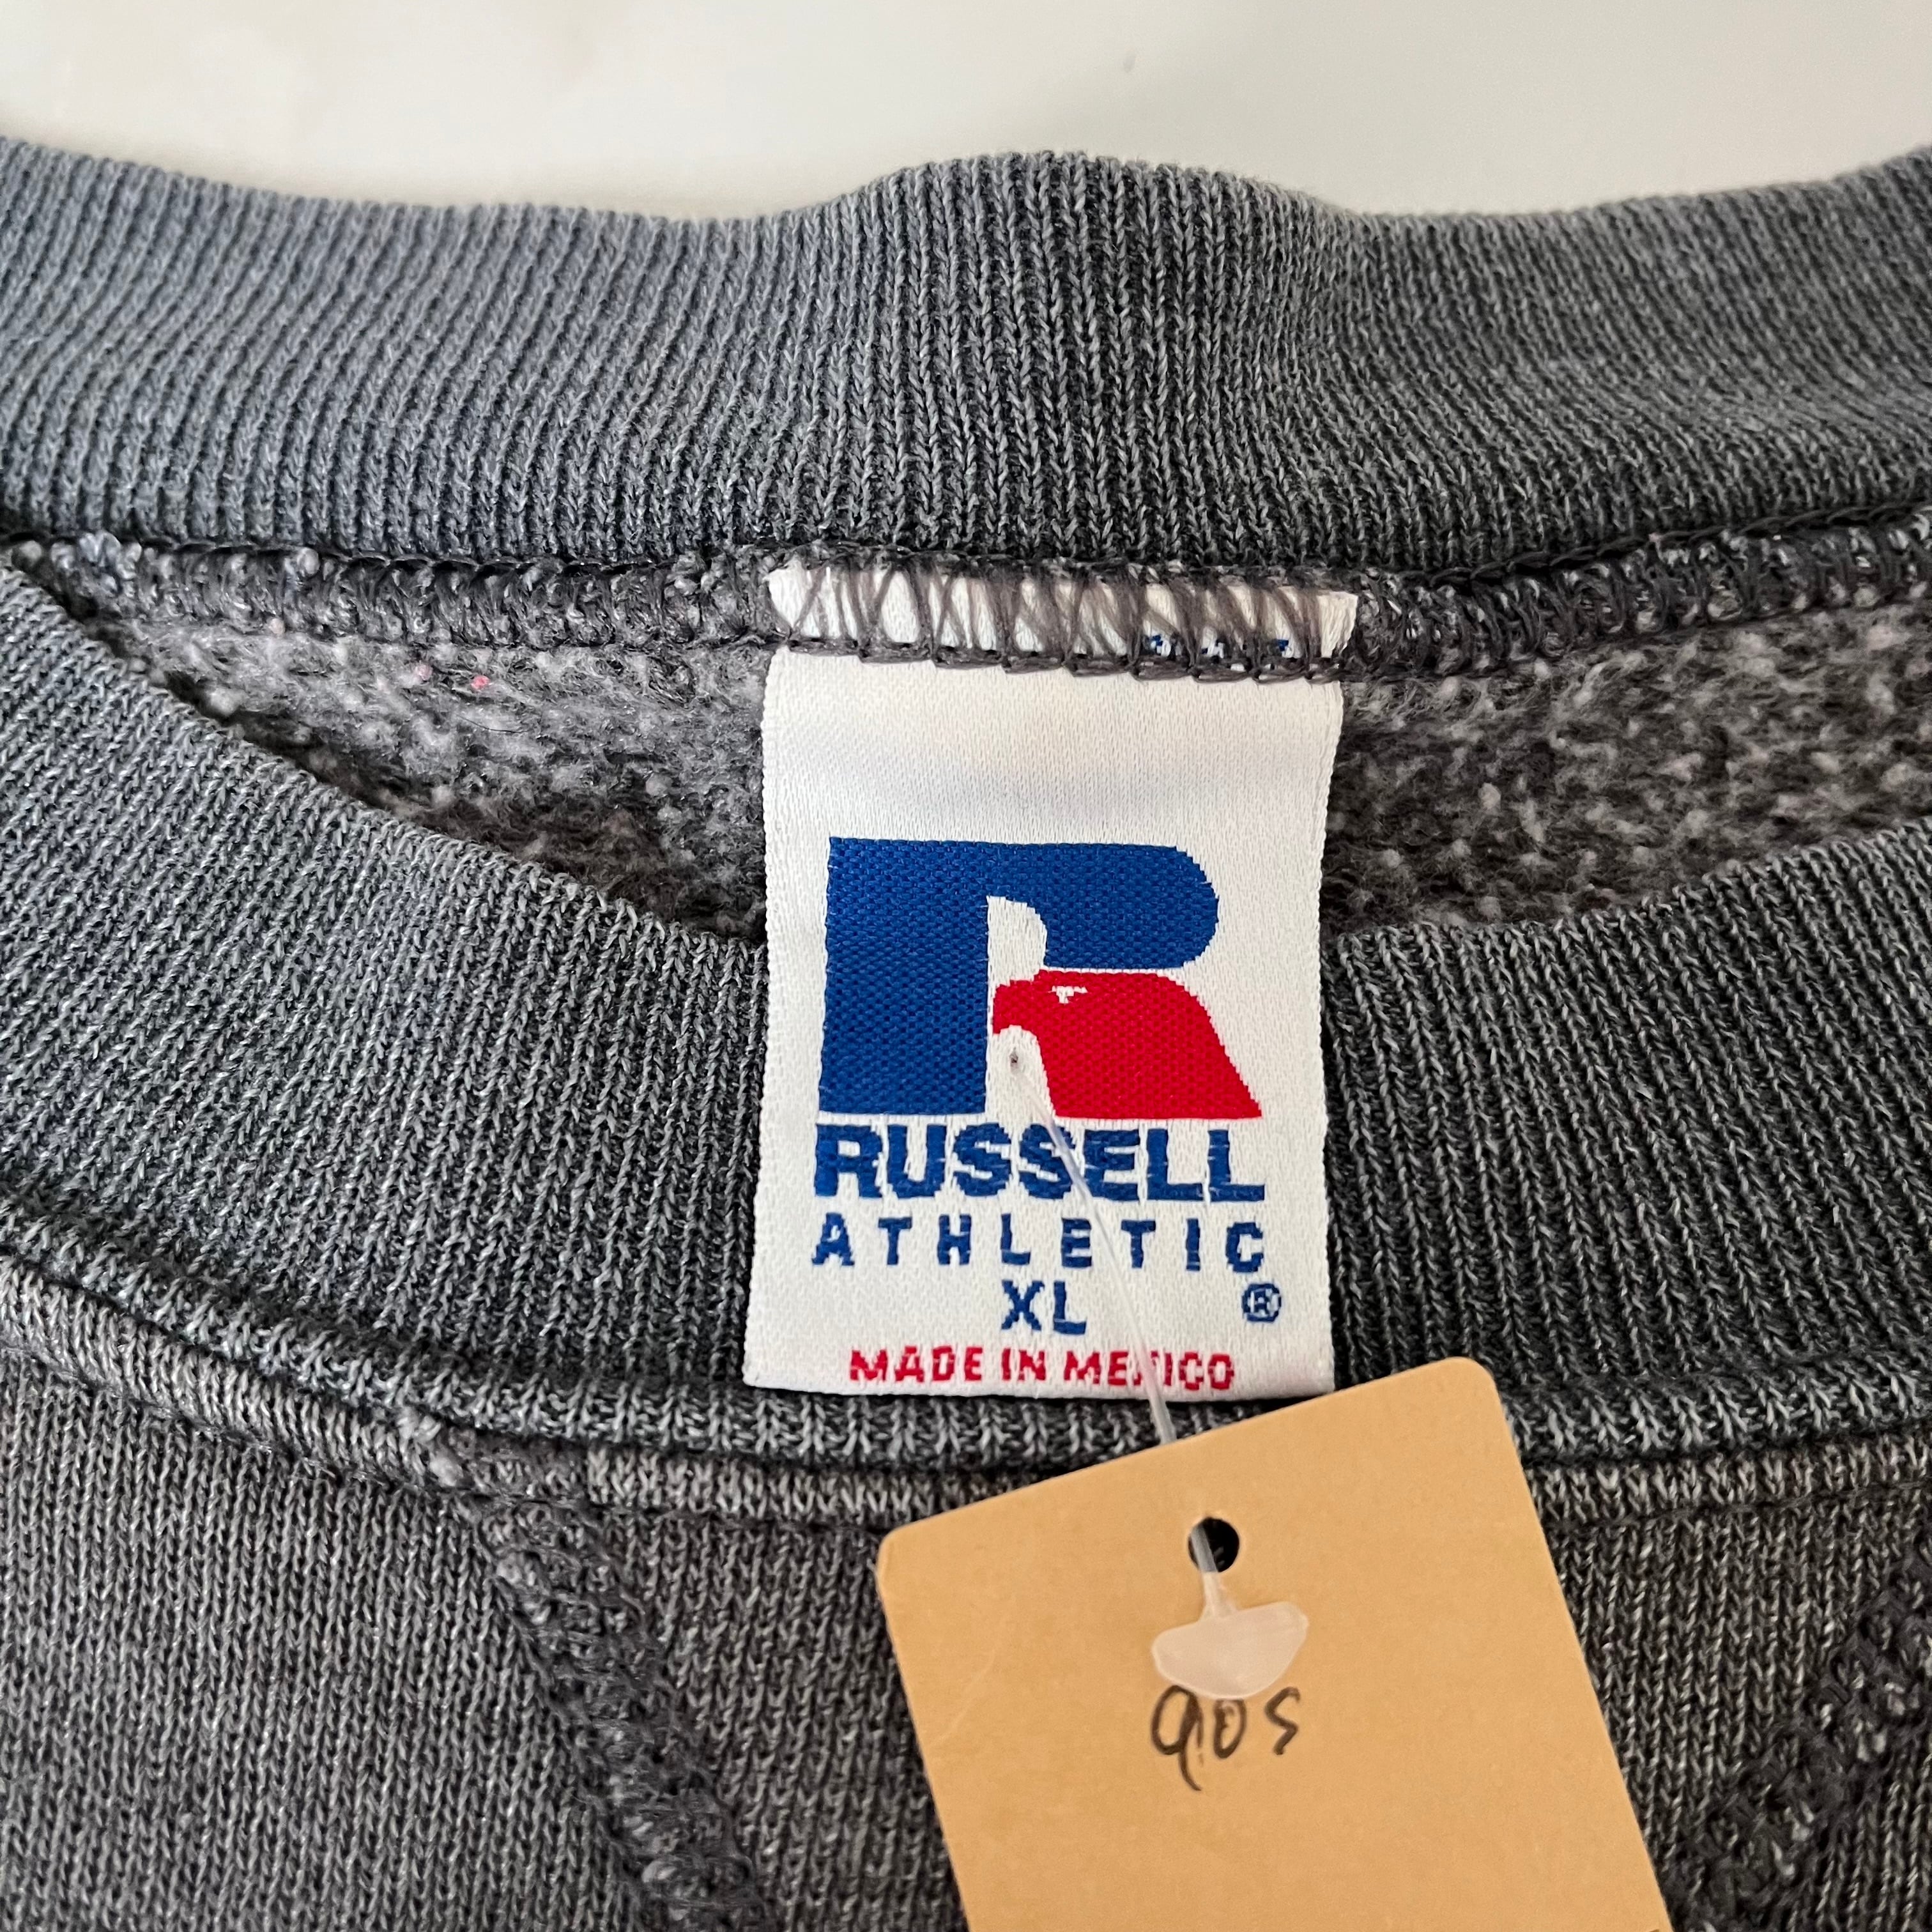 RUSSELL
ATHLETIC
XL ®
MADE IN MEXICO
90s